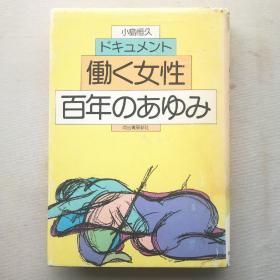 小島恒久
ドキュメント
働く女性
百年のあゆみ
河出書房新社